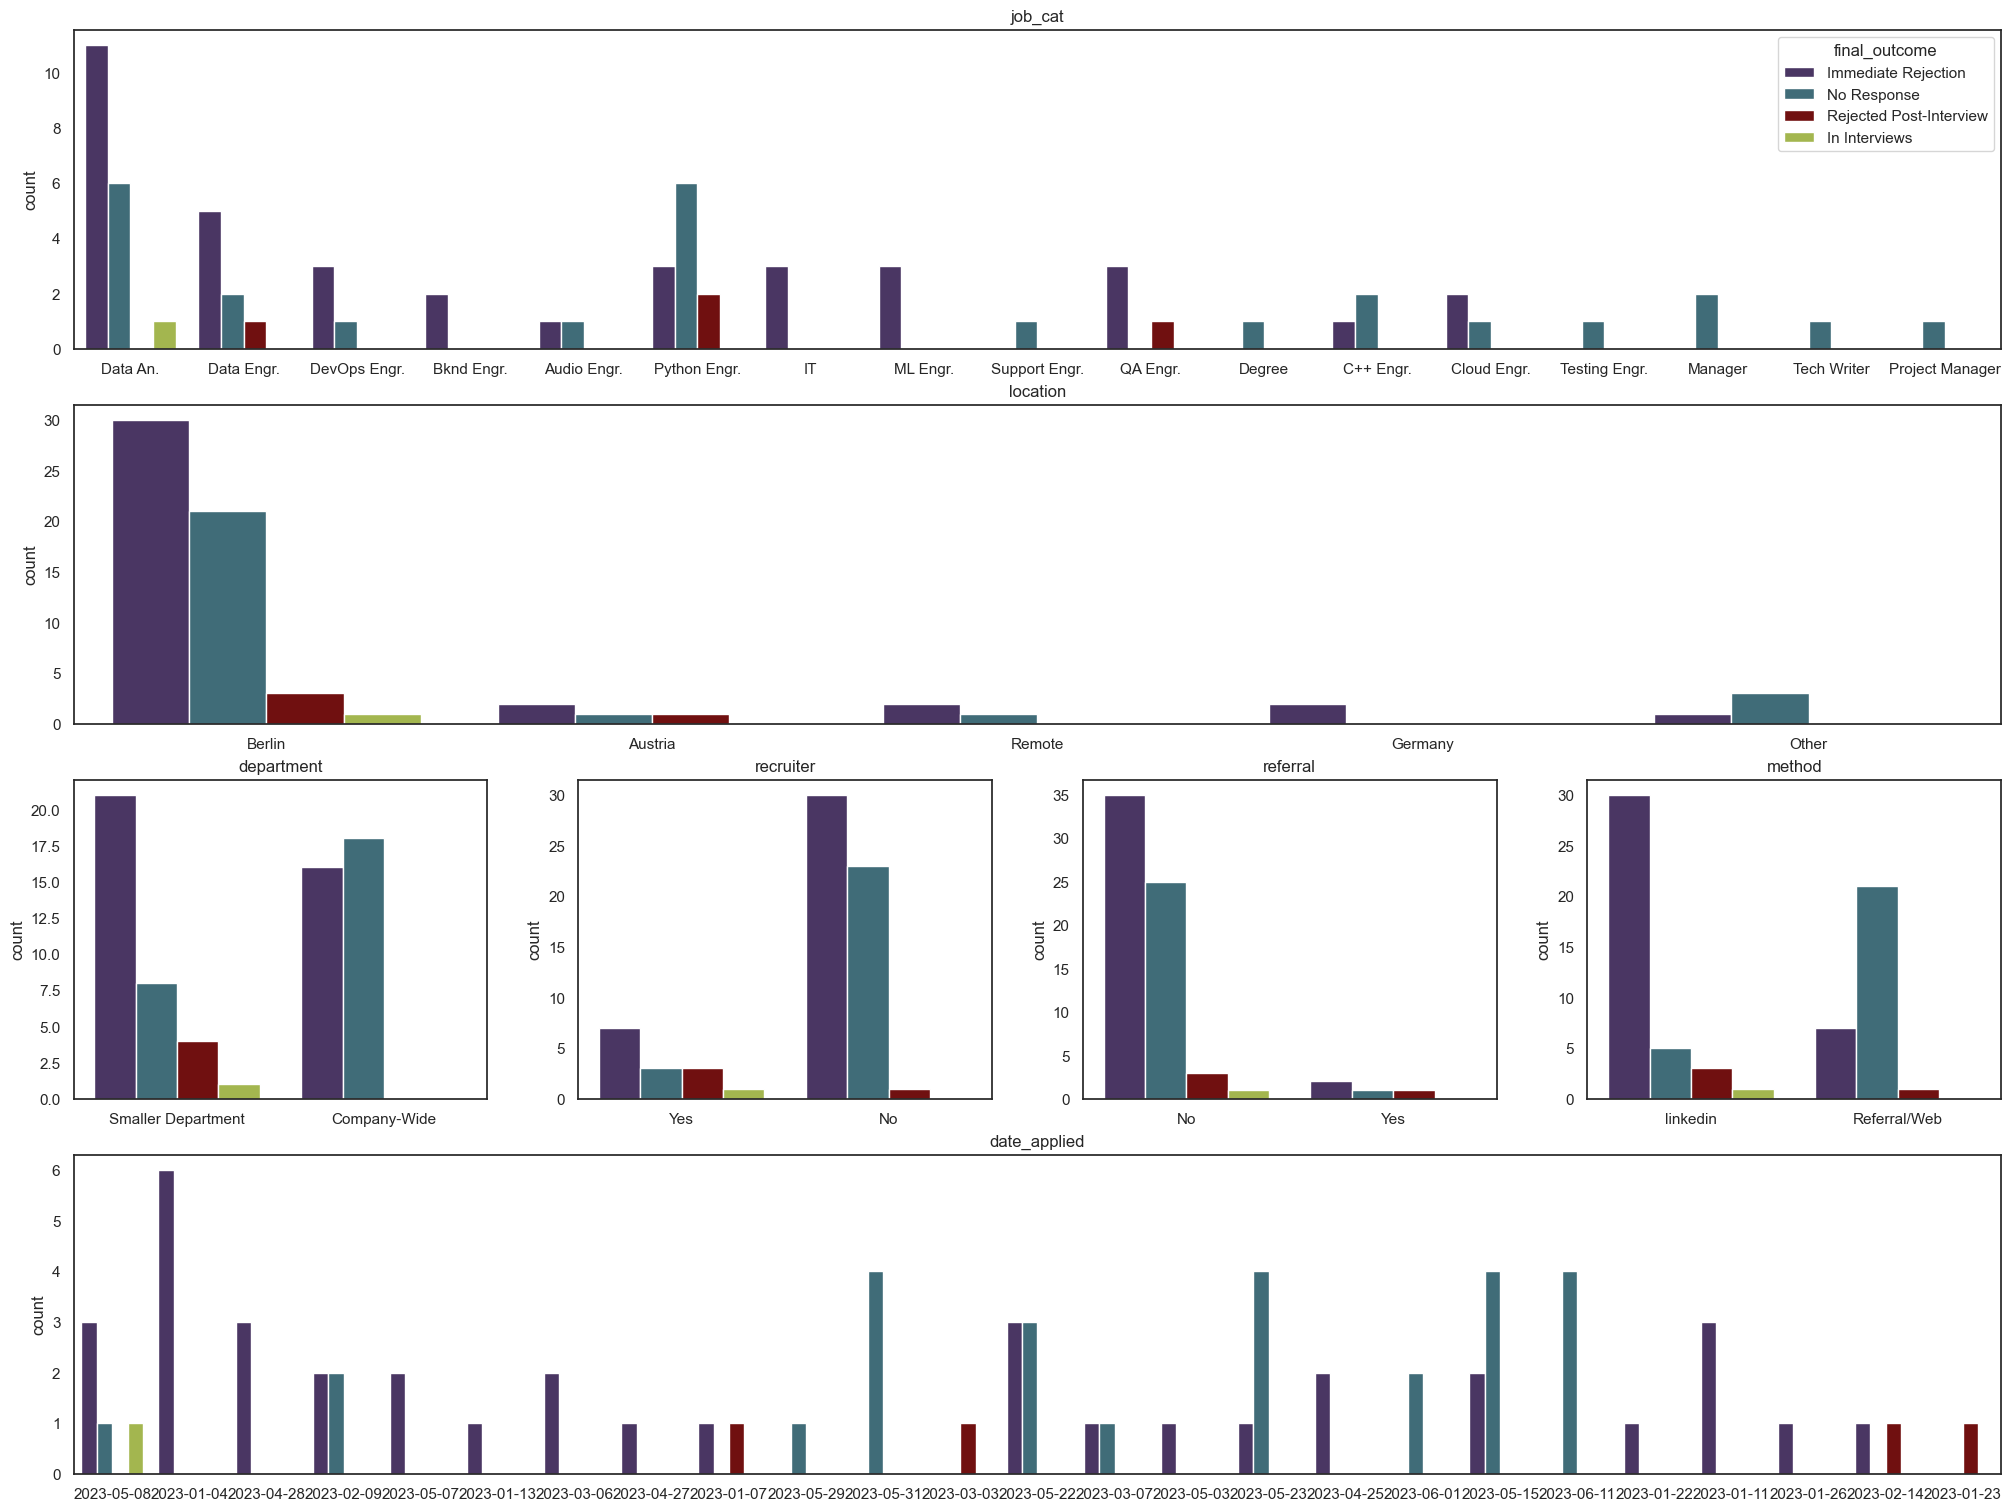 job_cat
final_outcome
Immediate Rejection
No Response
Rejected Post-Interview
In Interviews
count
10
8
6
4
2
0
Data An. Data Engr. DevOps Engr. Bknd Engr. Audio Engr. Python Engr. IT ML Engr. Support Engr. QA Engr. Degree C++ Engr. Cloud Engr. Testing Engr. Manager Tech Writer Project Manager
location
count
30
25
20
15
10
5
0
Berlin Austria Remote Germany Other
department
count
20.0
17.5
15.0
12.5
10.0
7.5
5.0
2.5
0.0
Smaller Department Company-Wide
recruiter
count
30
25
20
15
10
5
0
Yes No
referral
count
35
30
25
20
15
10
5
0
No Yes
method
count
30
25
20
15
10
5
0
linkedin Referral/Web
date_applied
count
6
5
4
3
2
1
0
2023-05-08 2023-01-04 2023-04-28 2023-02-09 2023-05-07 2023-01-13 2023-03-06 2023-04-27 2023-01-07 2023-05-29 2023-05-31 2023-03-03 2023-05-22 2023-03-07 2023-05-03 2023-05-23 2023-04-25 2023-06-01 2023-05-15 2023-06-11 2023-01-22 2023-01-11 2023-01-26 2023-02-14 2023-01-23